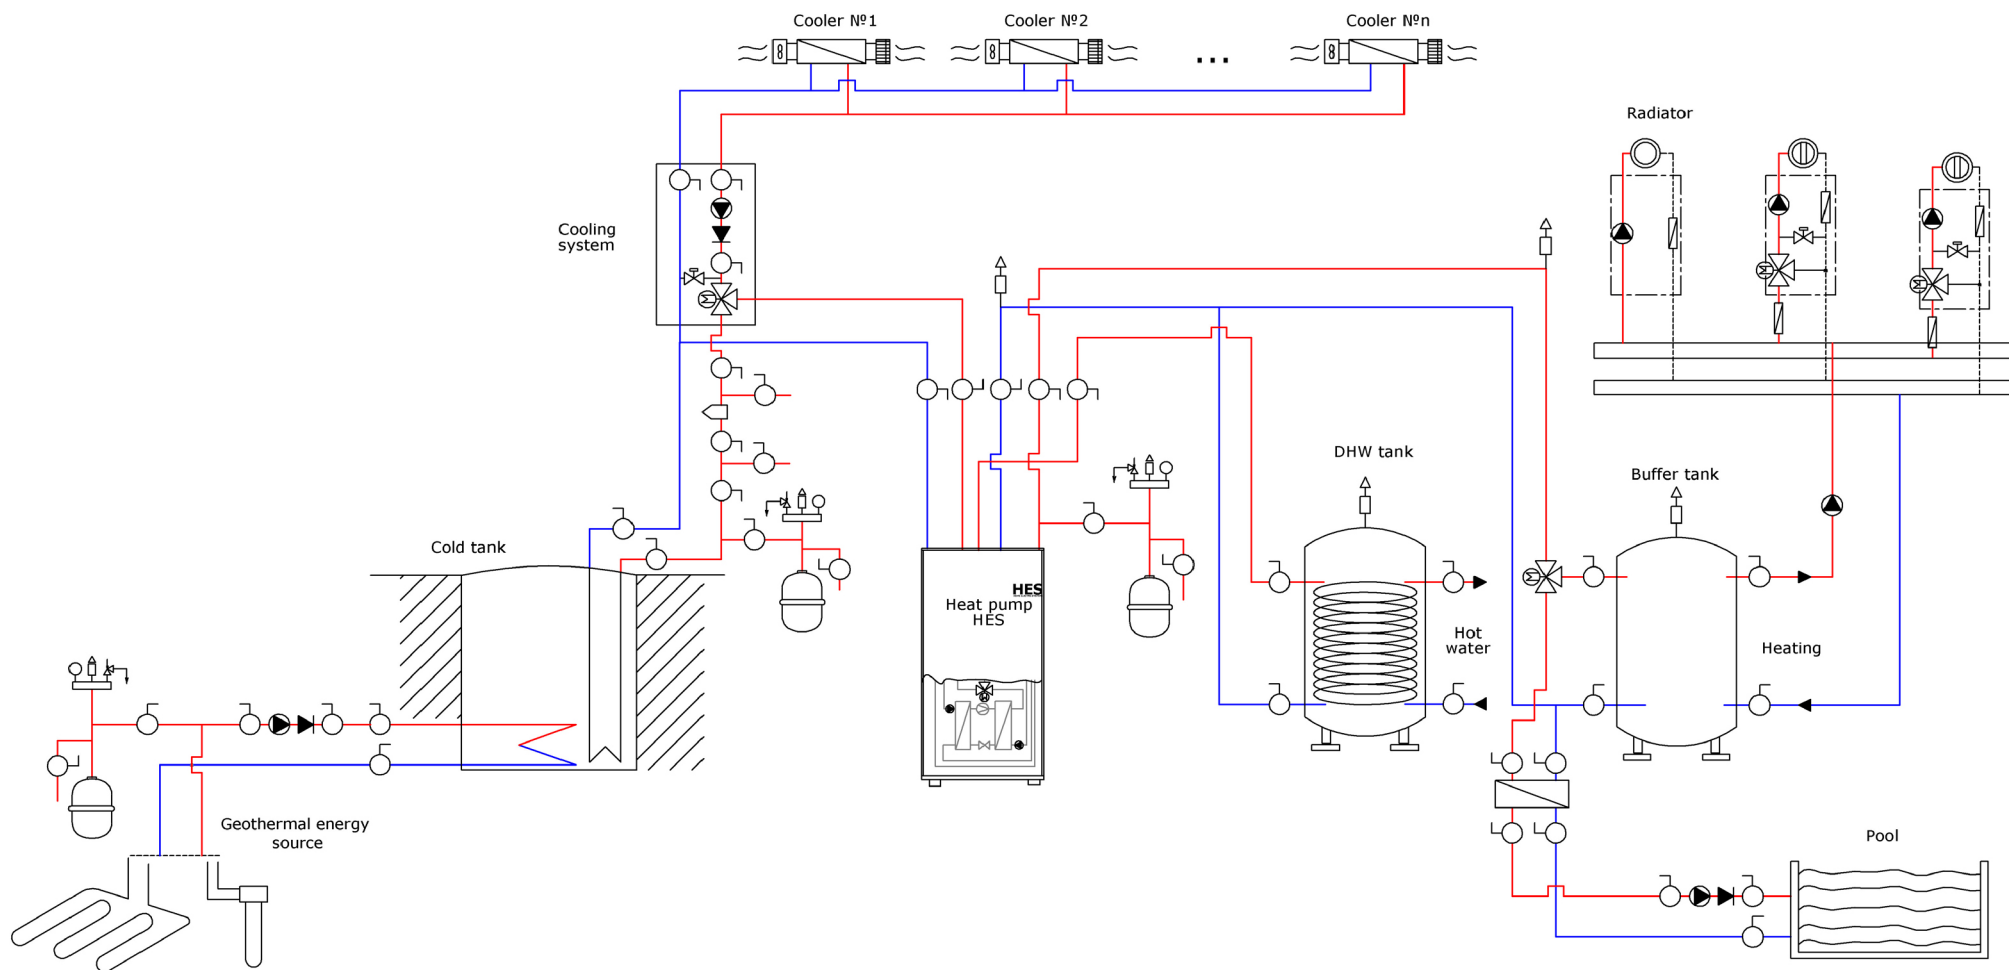 Cooler №1
Cooler №2
Cooler №n
...
Radiator
Cooling
system
DHW tank
Buffer tank
Cold tank
HES
Heat pump
HES
Hot
water
Heating
Geothermal energy
source
Pool